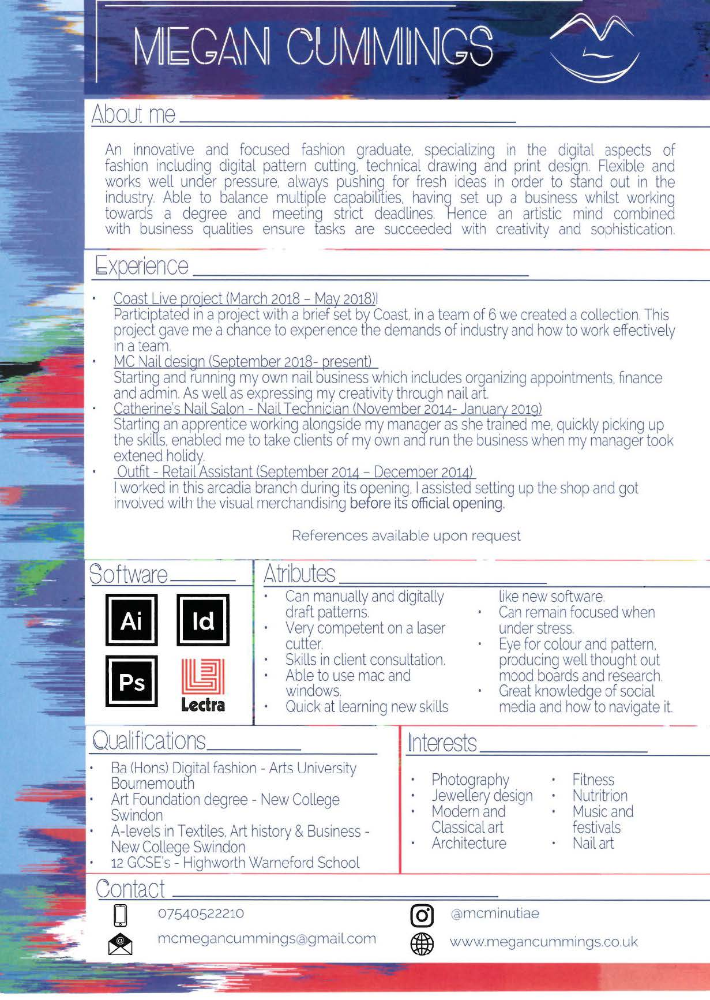 MEGAN CUMMINGS
About me
An innovative and focused fashion graduate, specializing in the digital aspects of
fashion including digital pattern cutting, technical drawing and print design. Flexible and
works well under pressure, always pushing for fresh ideas in order to stand out in the
industry. Able to balance multiple capabilities, having set up a business whilst working
towards a degree and meeting strict deadlines. Hence an artistic mind combined
with business qualities ensure tasks are succeeded with creativity and sophistication.
Experience
• Coast Live project (March 2018 – May 2018)l
Participtated in a project with a brief set by Coast, in a team of 6 we created a collection. This
project gave me a chance to experience the demands of industry and how to work effectively
in a team.
• MC Nail design (September 2018- present)
Starting and running my own nail business which includes organizing appointments, finance
and admin. As well as expressing my creativity through nail art.
• Catherine's Nail Salon - Nail Technician (November 2014- January 2019)
Starting an apprentice working alongside my manager as she trained me, quickly picking up
the skills, enabled me to take clients of my own and run the business when my manager took
extened holidy.
• Outfit - Retail Assistant (September 2014 – December 2014)
I worked in this arcadia branch during its opening, I assisted setting up the shop and got
involved with the visual merchandising before its official opening.
References available upon request
Software
Ai
Id
Ps
Lectra
Atributes
• Can manually and digitally
draft patterns.
• Very competent on a laser
cutter.
• Skills in client consultation.
• Able to use mac and
windows.
• Quick at learning new skills
like new software.
• Can remain focused when
under stress.
• Eye for colour and pattern,
producing well thought out
mood boards and research.
• Great knowledge of social
media and how to navigate it.
Qualifications
• Ba (Hons) Digital fashion - Arts University
Bournemouth
• Art Foundation degree - New College
Swindon
• A-levels in Textiles, Art history & Business -
New College Swindon
• 12 GCSE's - Highworth Warneford School
Interests
• Photography
• Jewellery design
• Modern and
Classical art
• Architecture
• Fitness
• Nutritrion
• Music and
festivals
• Nail art
Contact
07540522210
mcmegancummings@gmail.com
@mcminutiae
www.megancummings.co.uk